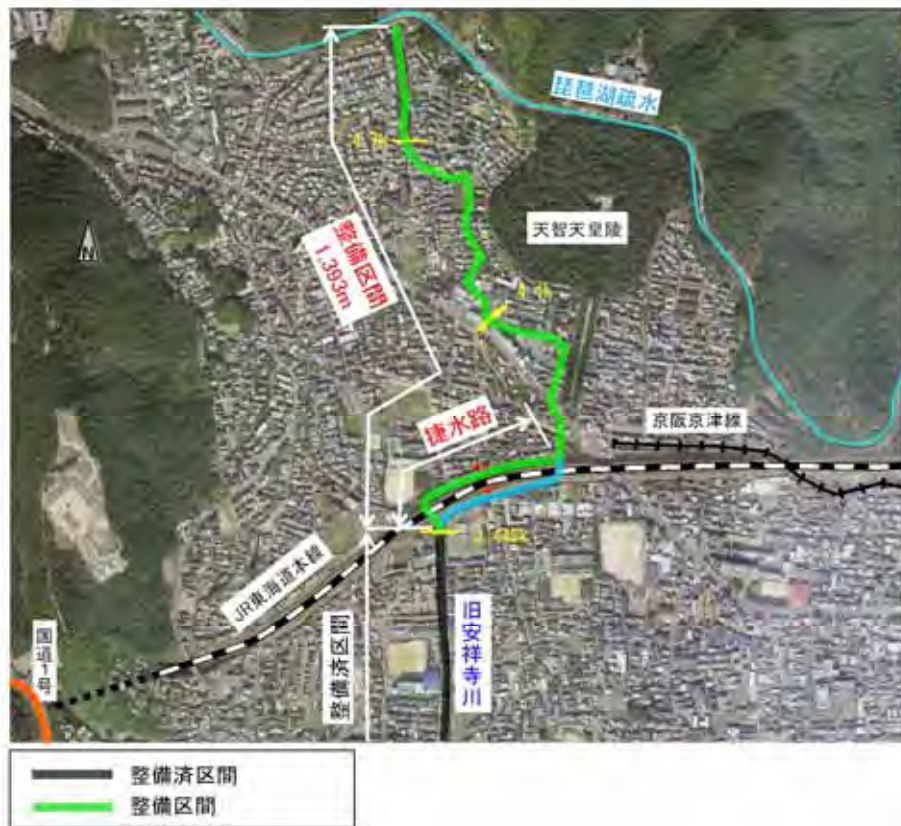 琵琶湖疏水
天智天皇陵
整備区間
1.393m
捷水路
京阪京津線
JR東海道本線
整備済区間
旧安祥寺川
国道1号
N
整備済区間
整備区間